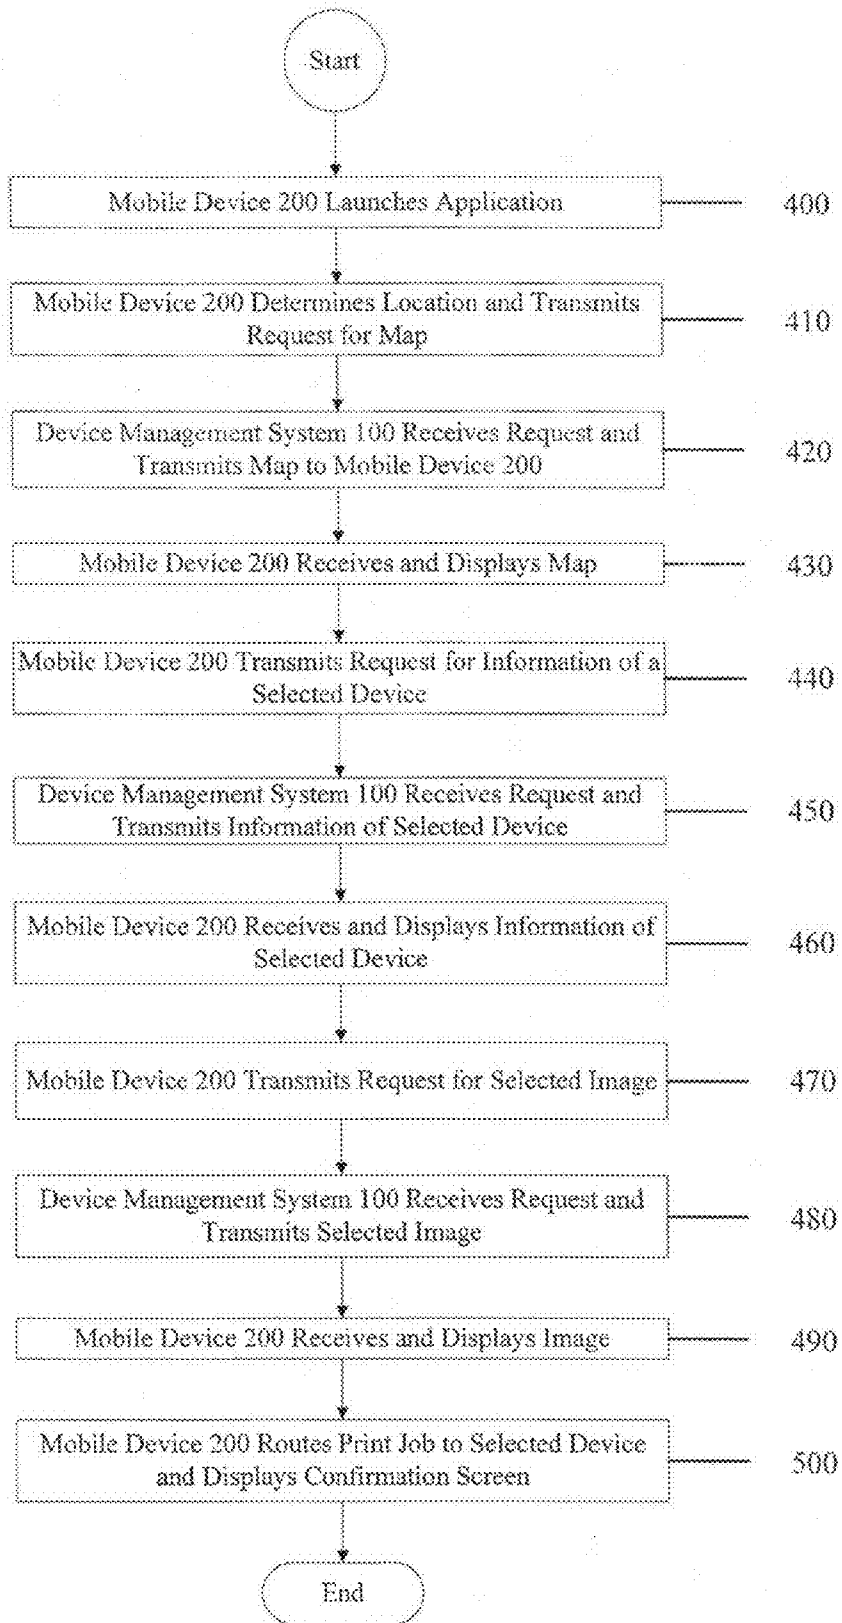 Start
Mobile Device 200 Launches Application
400
Mobile Device 200 Determines Location and Transmits
Request for Map
410
Device Management System 100 Receives Request and
Transmits Map to Mobile Device 200
420
Mobile Device 200 Receives and Displays Map
430
Mobile Device 200 Transmits Request for Information of a
Selected Device
440
Device Management System 100 Receives Request and
Transmits Information of Selected Device
450
Mobile Device 200 Receives and Displays Information of
Selected Device
460
Mobile Device 200 Transmits Request for Selected Image
470
Device Management System 100 Receives Request and
Transmits Selected Image
480
Mobile Device 200 Receives and Displays Image
490
Mobile Device 200 Routes Print Job to Selected Device
and Displays Confirmation Screen
500
End